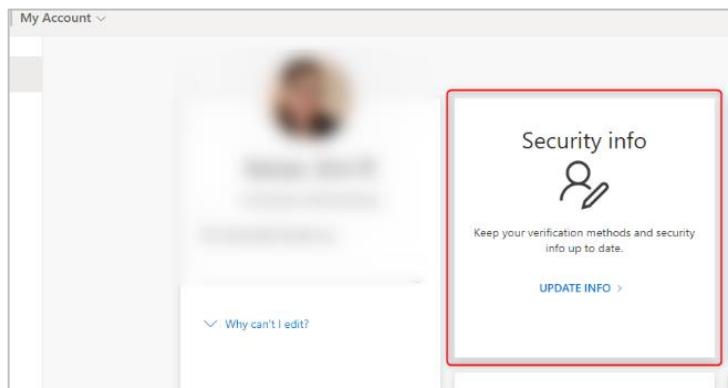 My Account
Security info
Keep your verification methods and security
info up to date.
UPDATE INFO >
Why can't I edit?